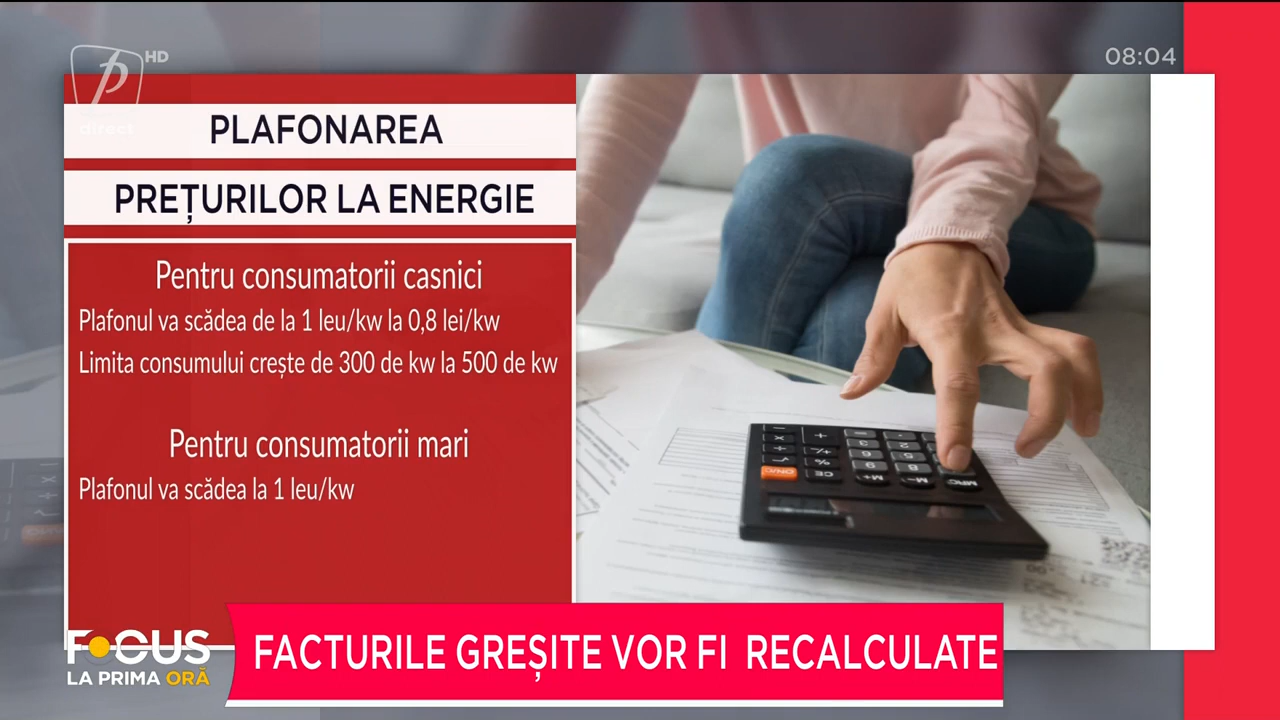 HD
direct
08:04
PLAFONAREA
PREȚURILOR LA ENERGIE
Pentru consumatorii casnici
Plafonul va scădea de la 1 leu/kw la 0,8 lei/kw
Limita consumului crește de 300 de kw la 500 de kw
Pentru consumatorii mari
Plafonul va scădea la 1 leu/kw
FOCUS
LA PRIMA ORĂ
FACTURILE GREȘITE VOR FI RECALCULATE